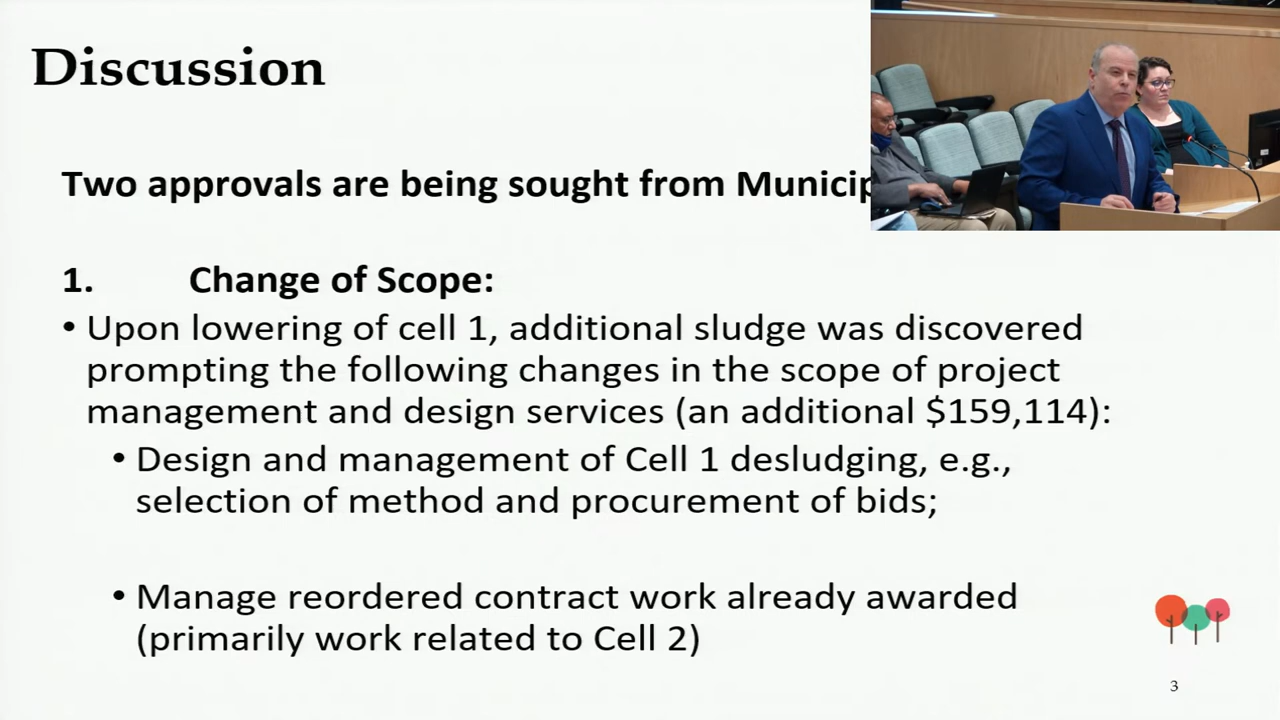 Discussion
Two approvals are being sought from
1. Change of Scope:
• Upon lowering of cell 1, additional sludge was discovered
prompting the following changes in the scope of project
management and design services (an additional $159,114):
• Design and management of Cell 1 desludging, e.g.,
selection of method and procurement of bids;
• Manage reordered contract work already awarded
(primarily work related to Cell 2)
3